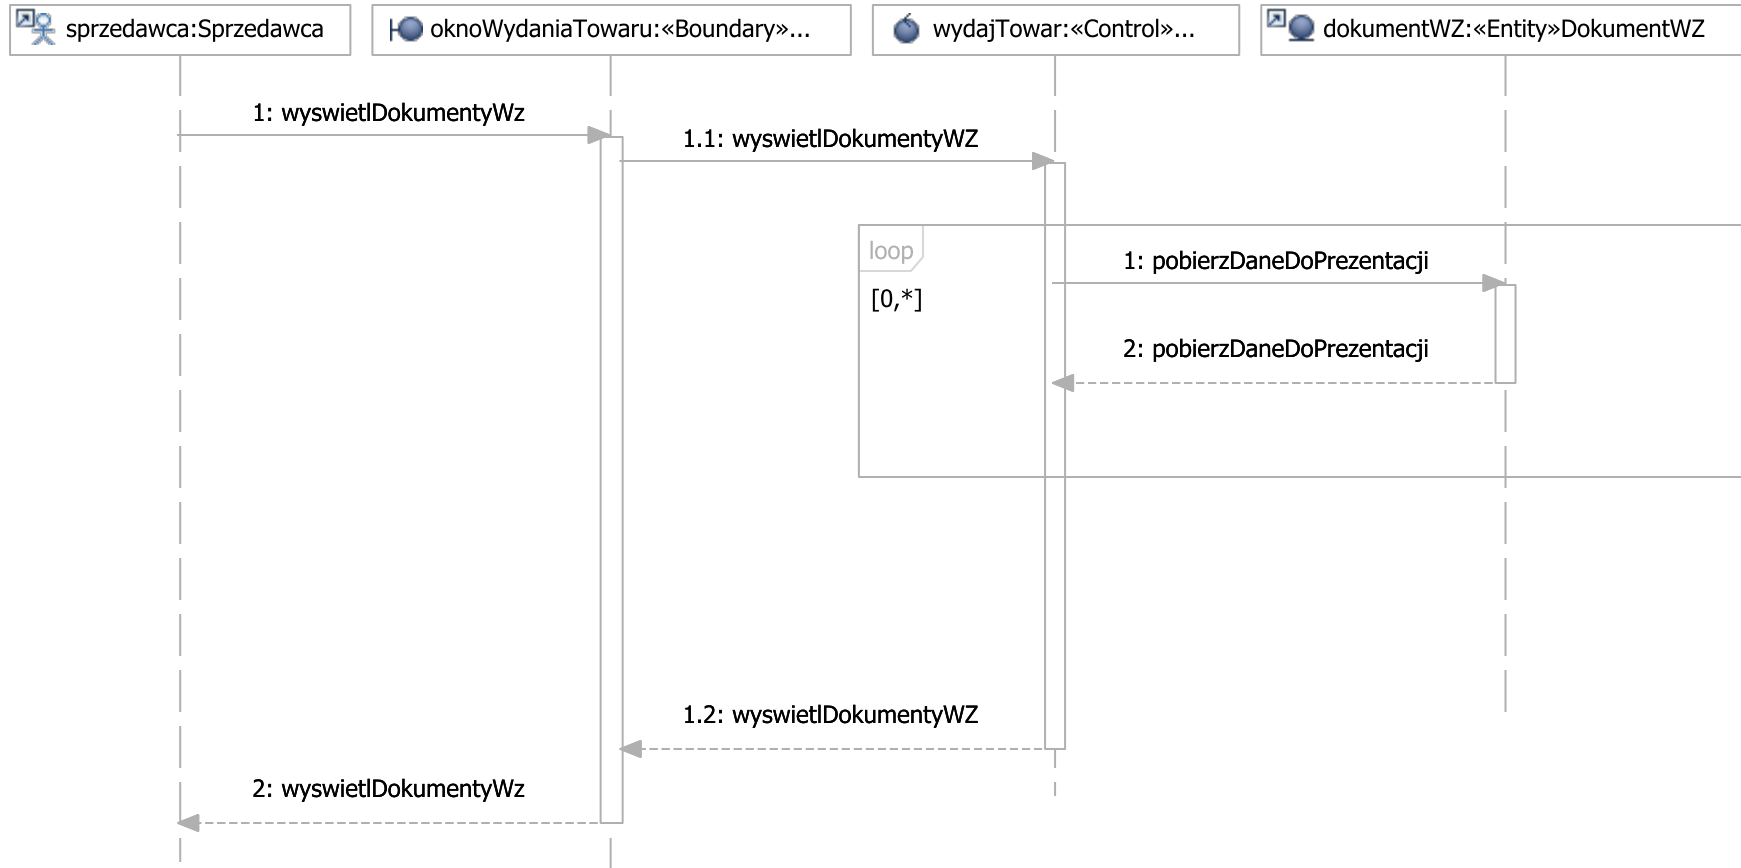 sprzedawca:Sprzedawca
oknoWydaniaTowaru:«Boundary»...
wydajTowar:«Control»...
dokumentWZ:«Entity»DokumentWZ
1: wyswietlDokumentyWz
1.1: wyswietlDokumentyWZ
loop
[0,*]
1: pobierzDaneDoPrezentacji
2: pobierzDaneDoPrezentacji
1.2: wyswietlDokumentyWZ
2: wyswietlDokumentyWz